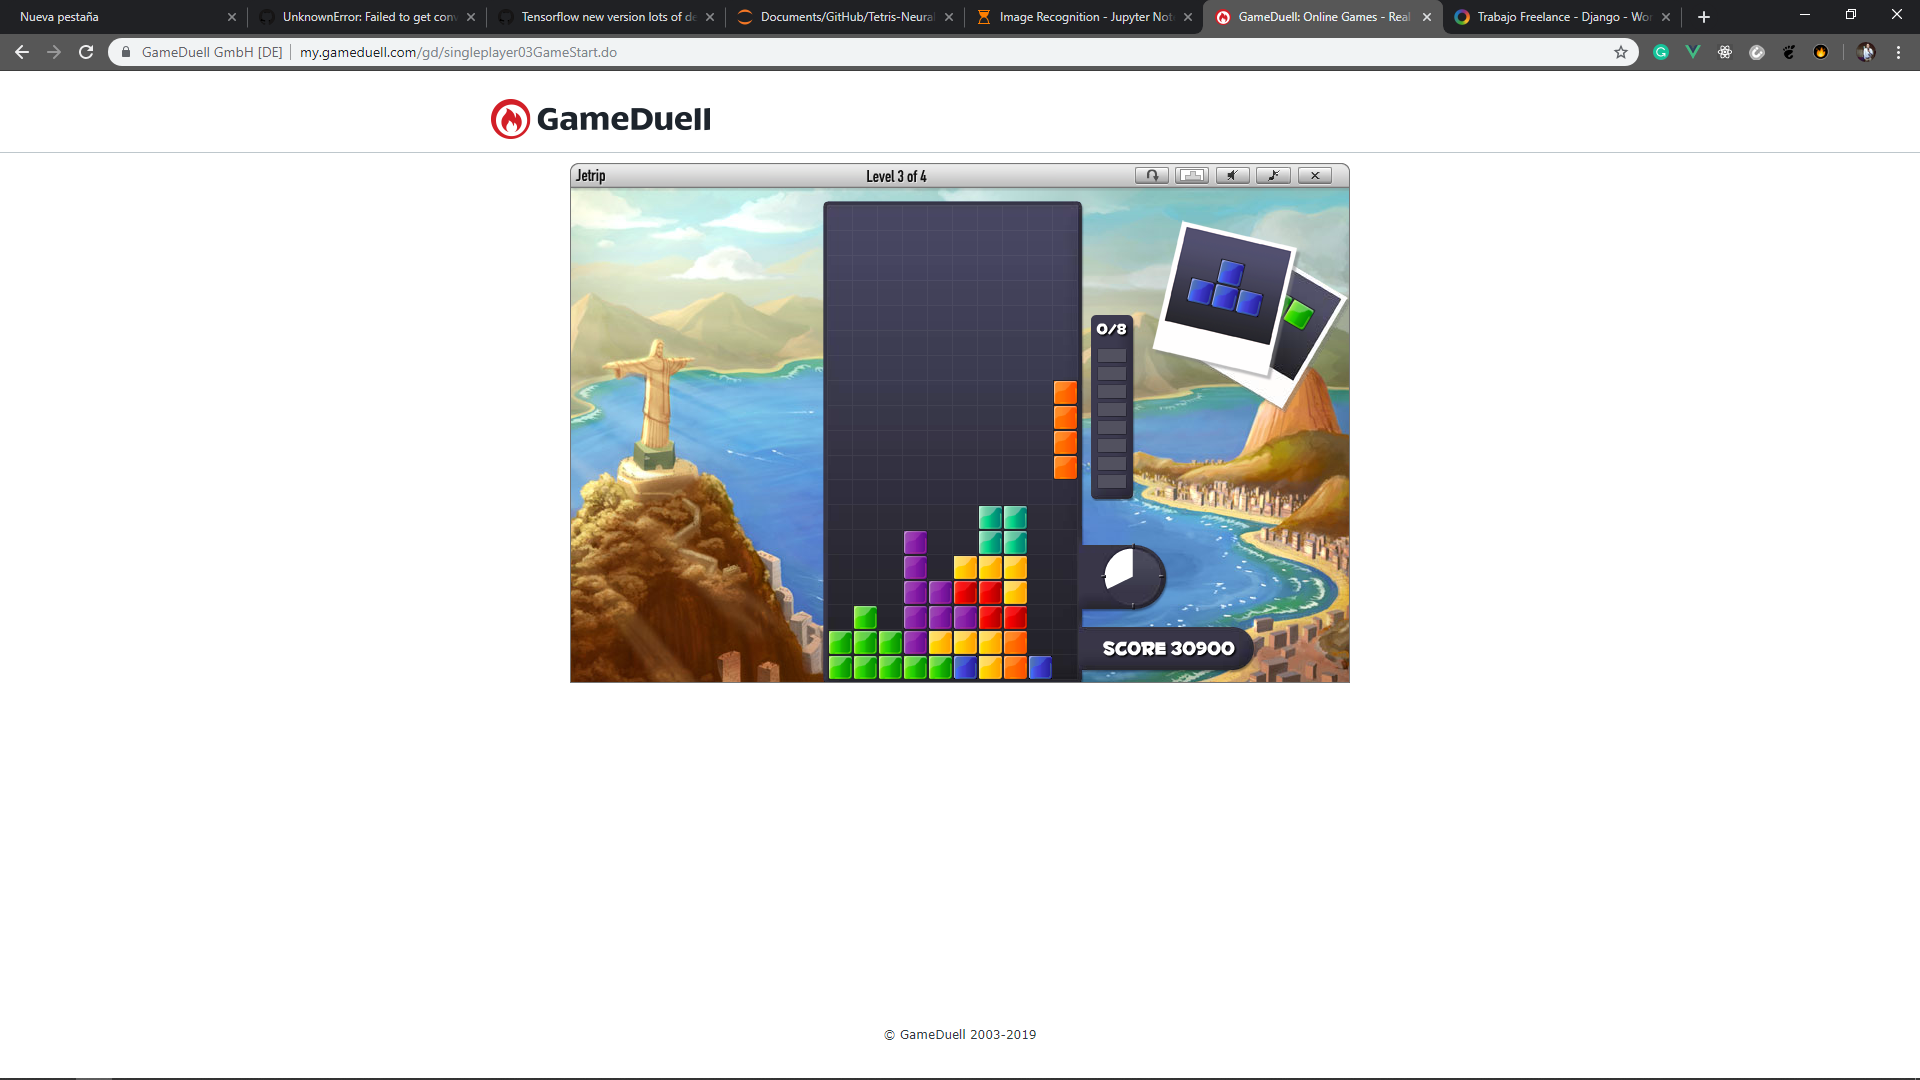 Nueva pestaña
UnknownError: Failed to get con
Tensorflow new version lots of de
Documents/GitHub/Tetris-Neural
Image Recognition - Jupyter Not
GameDuell: Online Games - Real
Trabajo Freelance - Django - Wor
GameDuell GmbH [DE]
my.gameduell.com/gd/singleplayer03GameStart.do
GameDuell
Jetrip
Level 3 of 4
0/8
SCORE 30900
© GameDuell 2003-2019